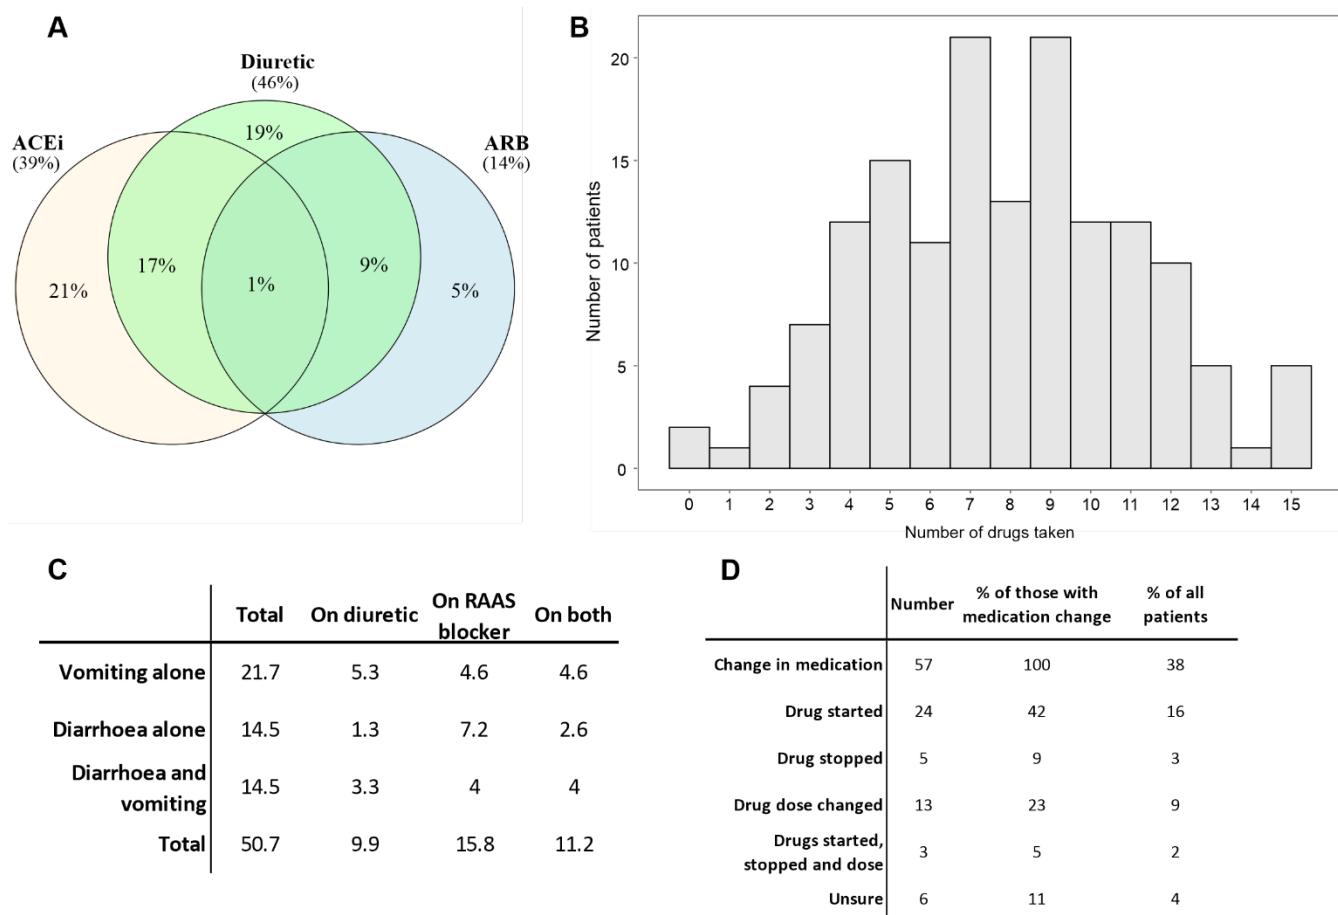 A
Diuretic
(46%)
ACEi
(39%)
ARB
(14%)
19%
17%
1%
9%
21%
5%
B
Number of patients
20
15
10
5
0
0 1 2 3 4 5 6 7 8 9 10 11 12 13 14 15
Number of drugs taken
C
Total On diuretic On RAAS blocker On both
Vomiting alone 21.7 5.3 4.6 4.6
Diarrhoea alone 14.5 1.3 7.2 2.6
Diarrhoea and
vomiting 14.5 3.3 4 4
Total 50.7 9.9 15.8 11.2
D
Number % of those with medication change % of all patients
Change in medication 57 100 38
Drug started 24 42 16
Drug stopped 5 9 3
Drug dose changed 13 23 9
Drugs started,
stopped and dose 3 5 2
Unsure 6 11 4